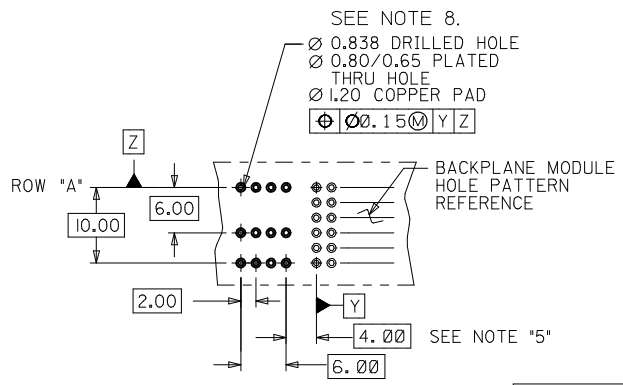 SEE NOTE 8.
Ø 0.838 DRILLED HOLE
Ø 0.80/0.65 PLATED
THRU HOLE
Ø 1.20 COPPER PAD
⌖ Ø0.15Ⓜ Y Z
Z
ROW "A"
BACKPLANE MODULE
HOLE PATTERN
REFERENCE
6.00
10.00
2.00
Y
4.00 SEE NOTE "5"
6.00